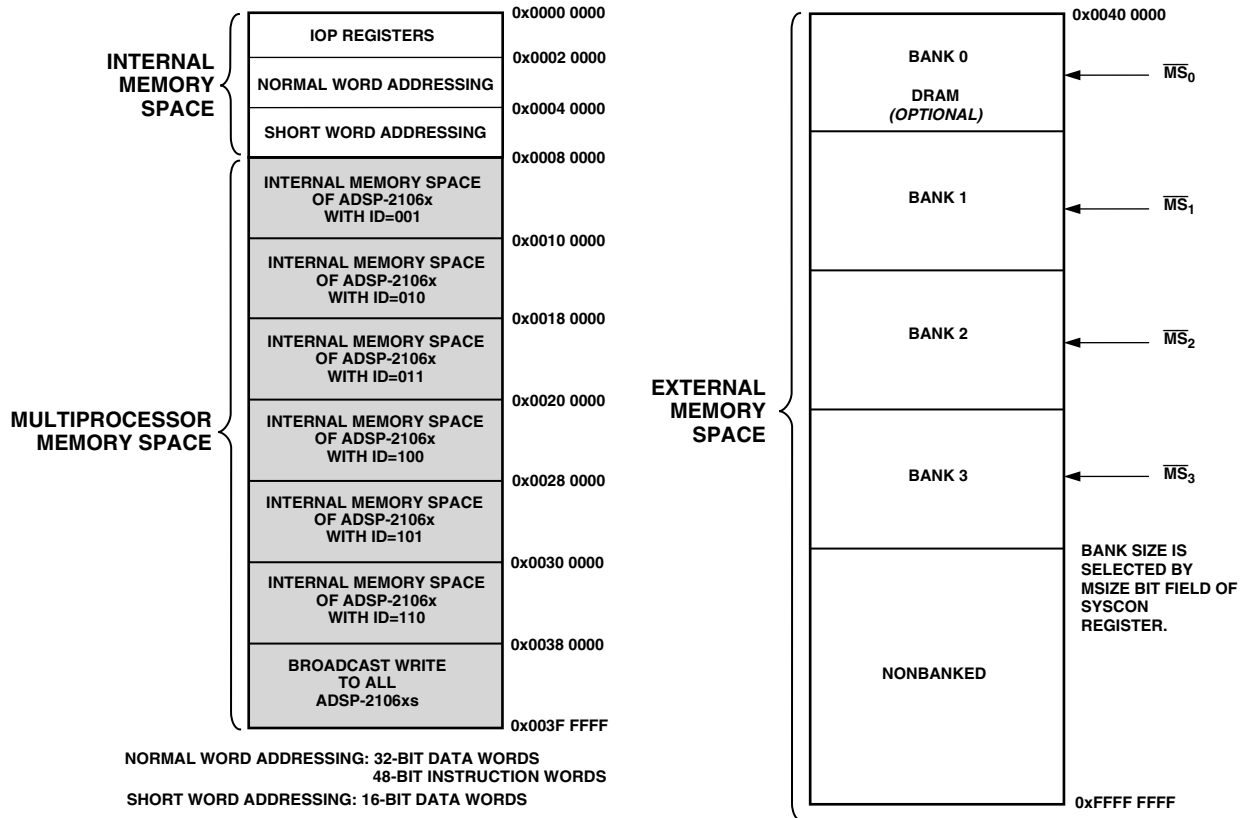 INTERNAL
MEMORY
SPACE
0x0000 0000
IOP REGISTERS
0x0002 0000
NORMAL WORD ADDRESSING
0x0004 0000
SHORT WORD ADDRESSING
0x0008 0000
MULTIPROCESSOR
MEMORY SPACE
INTERNAL MEMORY SPACE
OF ADSP-2106x
WITH ID=001
0x0010 0000
INTERNAL MEMORY SPACE
OF ADSP-2106x
WITH ID=010
0x0018 0000
INTERNAL MEMORY SPACE
OF ADSP-2106x
WITH ID=011
0x0020 0000
INTERNAL MEMORY SPACE
OF ADSP-2106x
WITH ID=100
0x0028 0000
INTERNAL MEMORY SPACE
OF ADSP-2106x
WITH ID=101
0x0030 0000
INTERNAL MEMORY SPACE
OF ADSP-2106x
WITH ID=110
0x0038 0000
BROADCAST WRITE
TO ALL
ADSP-2106xs
0x003F FFFF
NORMAL WORD ADDRESSING: 32-BIT DATA WORDS
48-BIT INSTRUCTION WORDS
SHORT WORD ADDRESSING: 16-BIT DATA WORDS
EXTERNAL
MEMORY
SPACE
0x0040 0000
BANK 0
DRAM
(OPTIONAL)
M̅S̅₀
BANK 1
M̅S̅₁
BANK 2
M̅S̅₂
BANK 3
M̅S̅₃
BANK SIZE IS
SELECTED BY
MSIZE BIT FIELD OF
SYSCON
REGISTER.
NONBANKED
0xFFFF FFFF